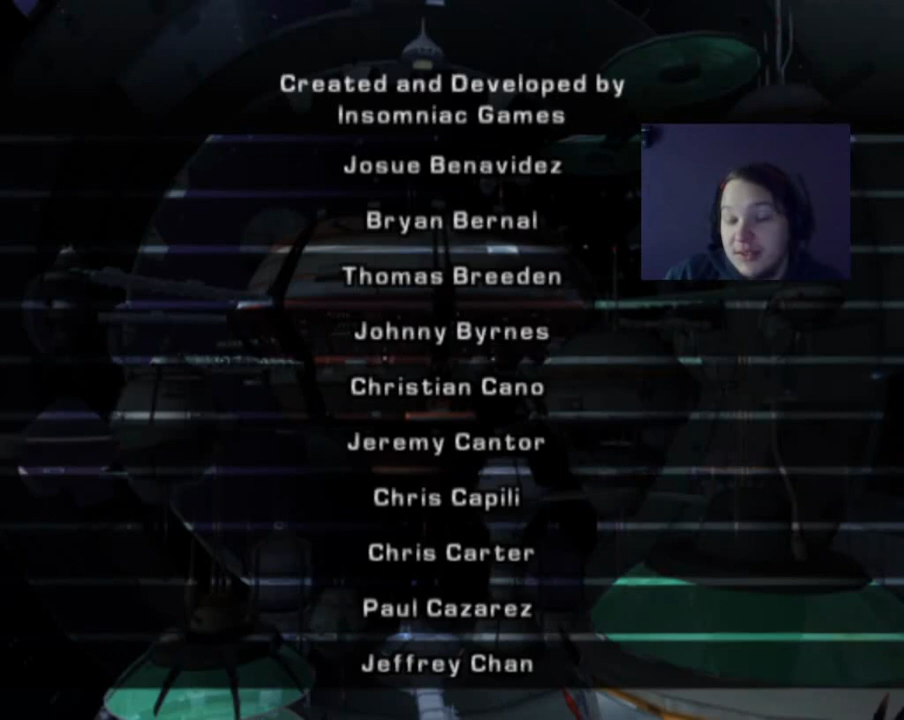 Created and Developed by
Insomniac Games
Josue Benavidez
Bryan Bernal
Thomas Breeden
Johnny Byrnes
Christian Cano
Jeremy Cantor
Chris Capili
Chris Carter
Paul Cazarez
Jeffrey Chan